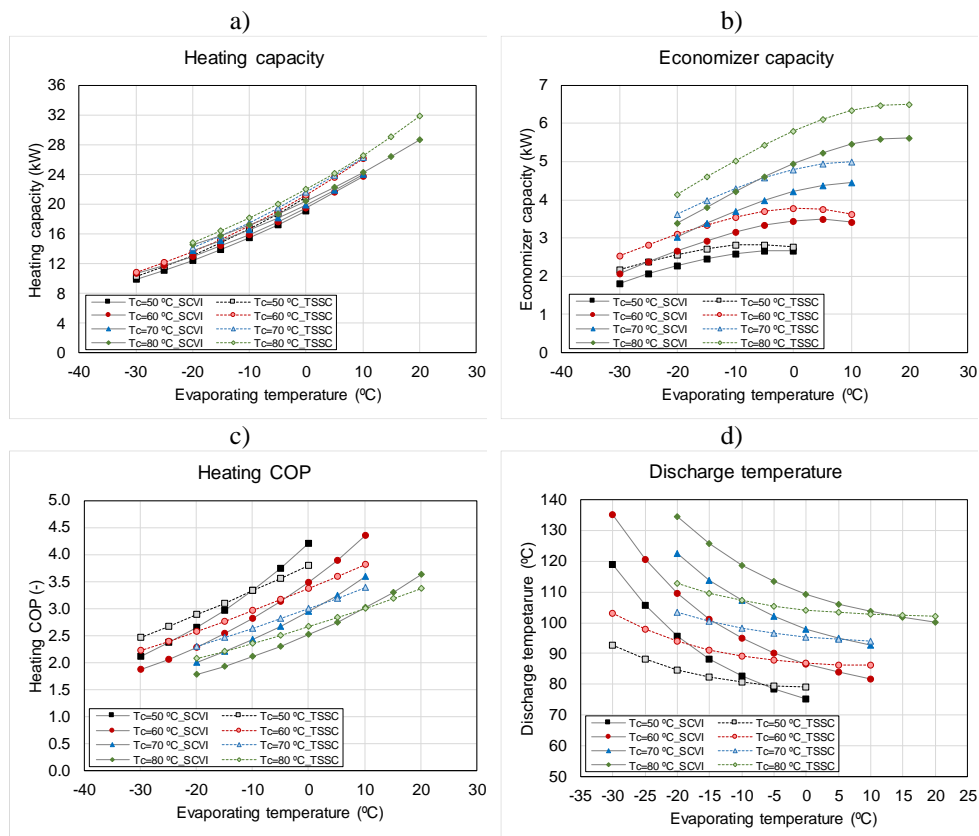 a)
Heating capacity
Heating capacity (kW)
36
32
28
24
20
16
12
8
4
0
-40 -30 -20 -10 0 10 20 30
Evaporating temperature (ºC)
Tc=50 ºC_SCVI Tc=50 ºC_TSSC
Tc=60 ºC_SCVI Tc=60 ºC_TSSC
Tc=70 ºC_SCVI Tc=70 ºC_TSSC
Tc=80 ºC_SCVI Tc=80 ºC_TSSC
b)
Economizer capacity
Economizer capacity (kW)
7
6
5
4
3
2
1
0
-40 -30 -20 -10 0 10 20 30
Evaporating temperature (ºC)
Tc=50 ºC_SCVI Tc=50 ºC_TSSC
Tc=60 ºC_SCVI Tc=60 ºC_TSSC
Tc=70 ºC_SCVI Tc=70 ºC_TSSC
Tc=80 ºC_SCVI Tc=80 ºC_TSSC
c)
Heating COP
Heating COP (-)
5.0
4.5
4.0
3.5
3.0
2.5
2.0
1.5
1.0
0.5
0.0
-40 -30 -20 -10 0 10 20 30
Evaporating temperature (ºC)
Tc=50 ºC_SCVI Tc=50 ºC_TSSC
Tc=60 ºC_SCVI Tc=60 ºC_TSSC
Tc=70 ºC_SCVI Tc=70 ºC_TSSC
Tc=80 ºC_SCVI Tc=80 ºC_TSSC
d)
Discharge temperature
Discharge tempetarure (ºC)
140
130
120
110
100
90
80
70
60
50
-35 -30 -25 -20 -15 -10 -5 0 5 10 15 20 25
Evaporating temperature (ºC)
Tc=50 ºC_SCVI Tc=50 ºC_TSSC
Tc=60 ºC_SCVI Tc=60 ºC_TSSC
Tc=70 ºC_SCVI Tc=70 ºC_TSSC
Tc=80 ºC_SCVI Tc=80 ºC_TSSC